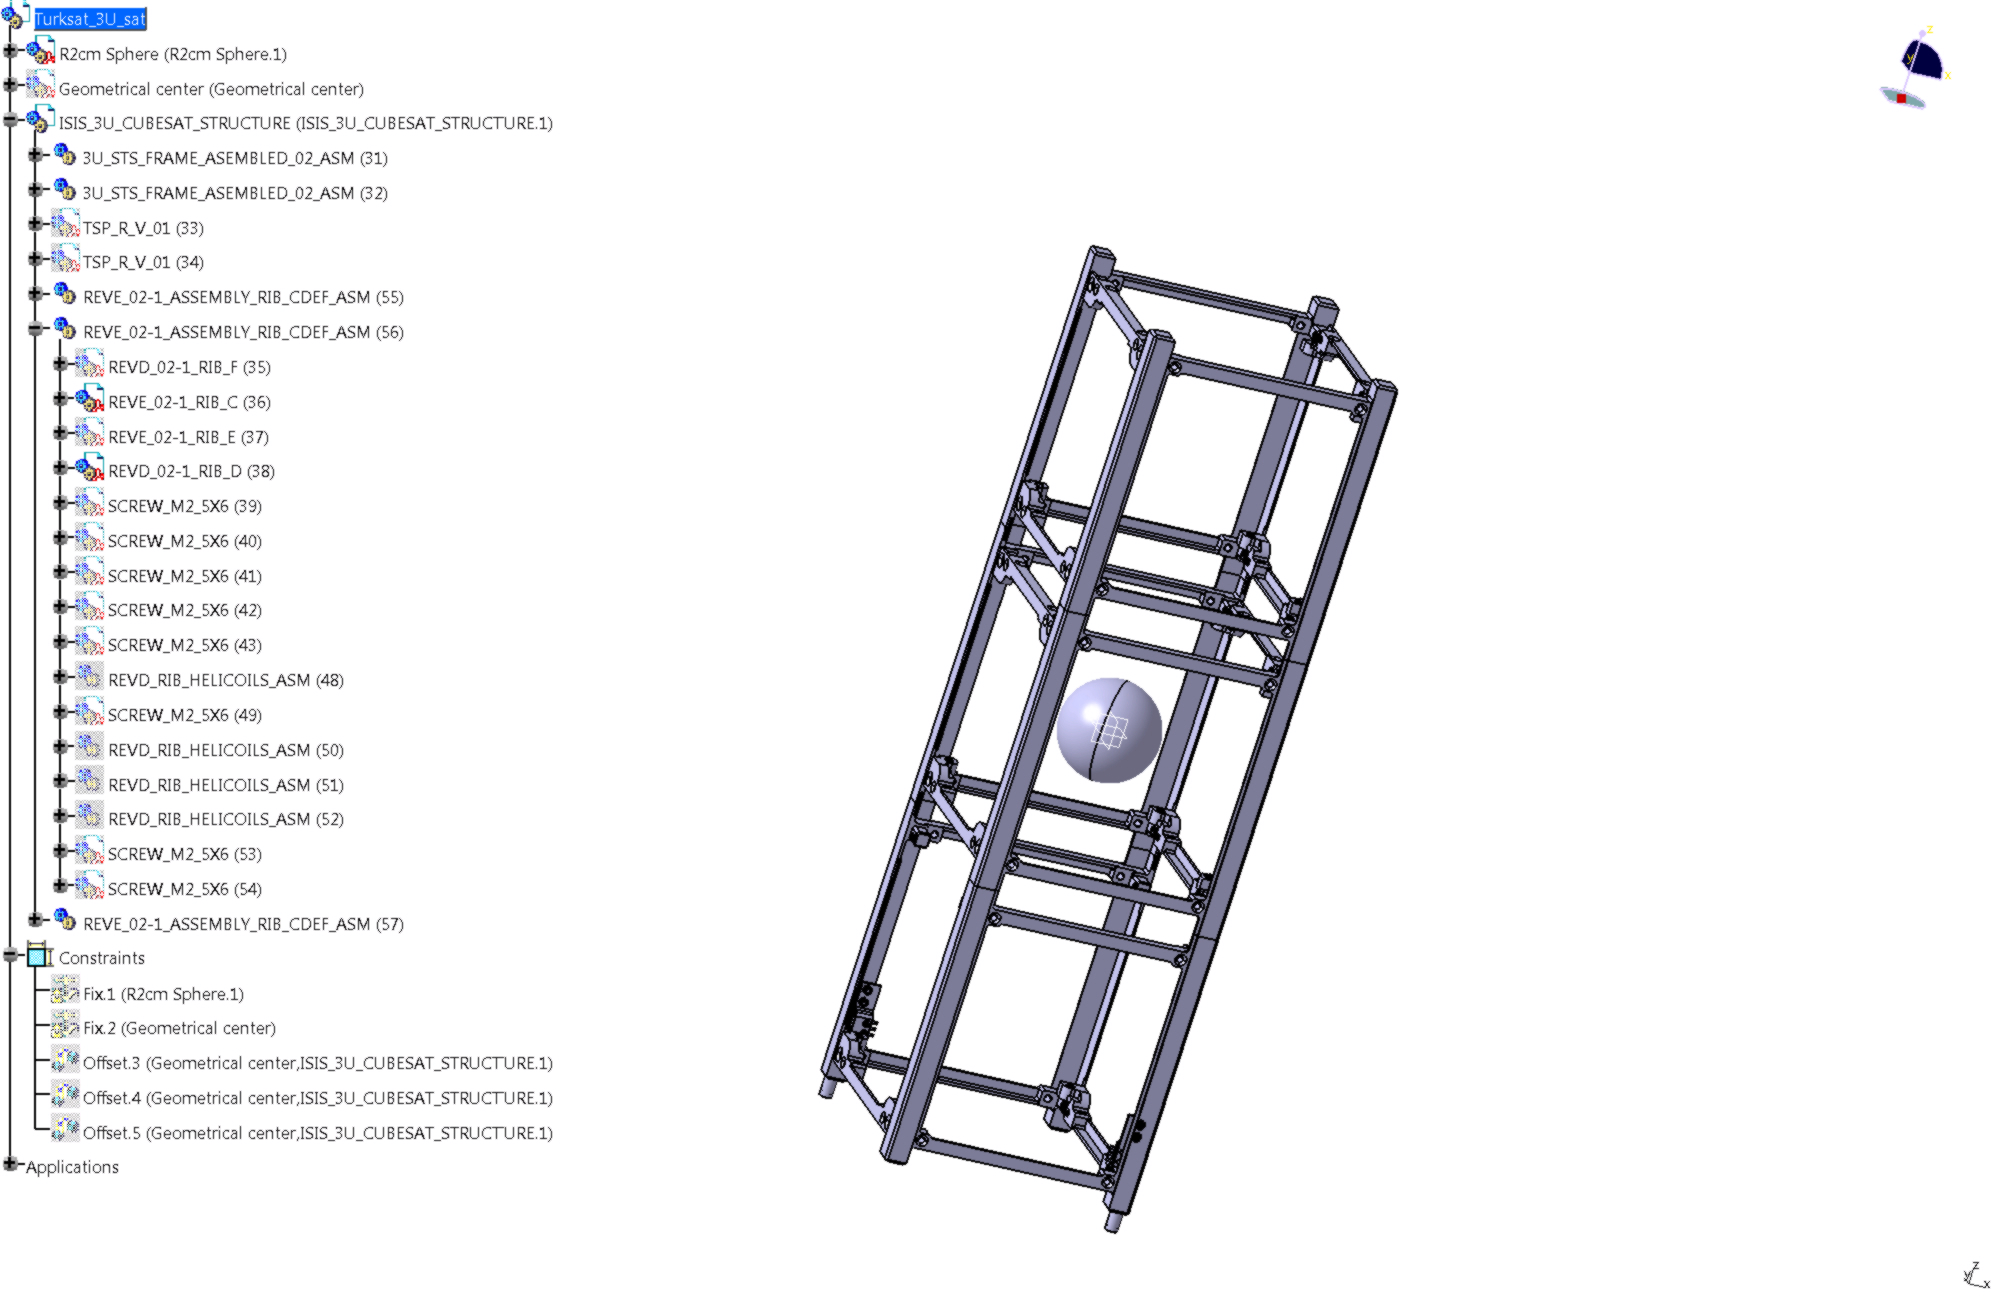 Turksat_3U_sat
R2cm Sphere (R2cm Sphere.1)
Geometrical center (Geometrical center)
ISIS_3U_CUBESAT_STRUCTURE (ISIS_3U_CUBESAT_STRUCTURE.1)
3U_STS_FRAME_ASEMBLED_02_ASM (31)
3U_STS_FRAME_ASEMBLED_02_ASM (32)
TSP_R_V_01 (33)
TSP_R_V_01 (34)
REVE_02-1_ASSEMBLY_RIB_CDEF_ASM (55)
REVE_02-1_ASSEMBLY_RIB_CDEF_ASM (56)
REVD_02-1_RIB_F (35)
REVE_02-1_RIB_C (36)
REVE_02-1_RIB_E (37)
REVD_02-1_RIB_D (38)
SCREW_M2_5X6 (39)
SCREW_M2_5X6 (40)
SCREW_M2_5X6 (41)
SCREW_M2_5X6 (42)
SCREW_M2_5X6 (43)
REVD_RIB_HELICOILS_ASM (48)
SCREW_M2_5X6 (49)
REVD_RIB_HELICOILS_ASM (50)
REVD_RIB_HELICOILS_ASM (51)
REVD_RIB_HELICOILS_ASM (52)
SCREW_M2_5X6 (53)
SCREW_M2_5X6 (54)
REVE_02-1_ASSEMBLY_RIB_CDEF_ASM (57)
Constraints
Fix.1 (R2cm Sphere.1)
Fix.2 (Geometrical center)
Offset.3 (Geometrical center,ISIS_3U_CUBESAT_STRUCTURE.1)
Offset.4 (Geometrical center,ISIS_3U_CUBESAT_STRUCTURE.1)
Offset.5 (Geometrical center,ISIS_3U_CUBESAT_STRUCTURE.1)
Applications
z
y
x
z
y
x